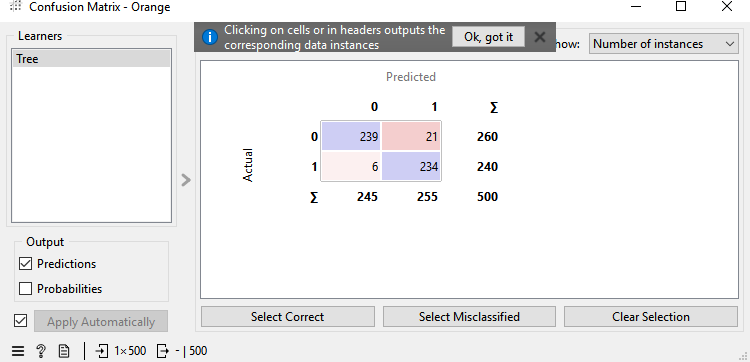 Confusion Matrix - Orange
Learners
Tree
Clicking on cells or in headers outputs the
corresponding data instances
Ok, got it
how:
Number of instances
Predicted
0 1 Σ
Actual
0 239 21 260
1 6 234 240
Σ 245 255 500
Output
Predictions
Probabilities
Apply Automatically
Select Correct
Select Misclassified
Clear Selection
1×500
- | 500